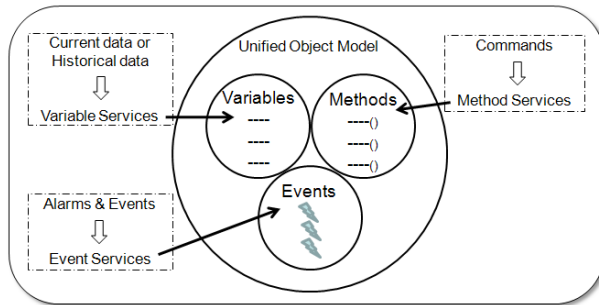 Current data or
Historical data
Variable Services
Unified Object Model
Commands
Method Services
Variables
----
----
----
Methods
----()
----()
----()
Events
Alarms & Events
Event Services